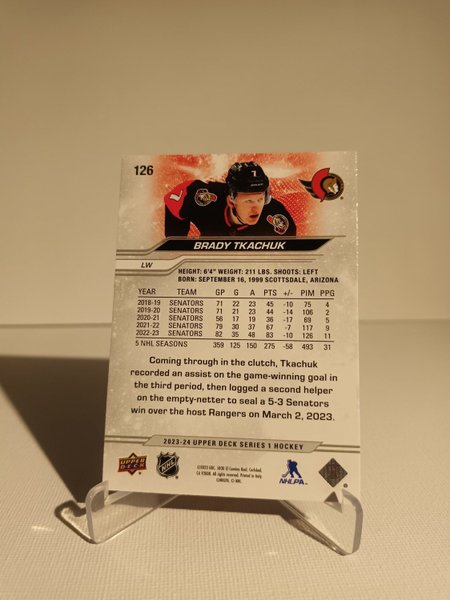 126
7
7
BRADY TKACHUK
LW
HEIGHT: 6'4" WEIGHT: 211 LBS. SHOOTS: LEFT
BORN: SEPTEMBER 16, 1999 SCOTTSDALE, ARIZONA
YEAR TEAM GP G A PTS +/- PIM PPG
2018-19 SENATORS 71 22 23 45 -10 75 4
2019-20 SENATORS 71 21 23 44 -14 106 2
2020-21 SENATORS 56 17 19 36 -17 69 5
2021-22 SENATORS 79 30 37 67 -7 117 9
2022-23 SENATORS 82 35 48 83 -10 126 11
5 NHL SEASONS 359 125 150 275 -58 493 31
Coming through in the clutch, Tkachuk
recorded an assist on the game-winning goal in
the third period, then logged a second helper
on the empty-netter to seal a 5-3 Senators
win over the host Rangers on March 2, 2023.
2023-24 UPPER DECK SERIES 1 HOCKEY
UPPER DECK
NHL
NHLPA